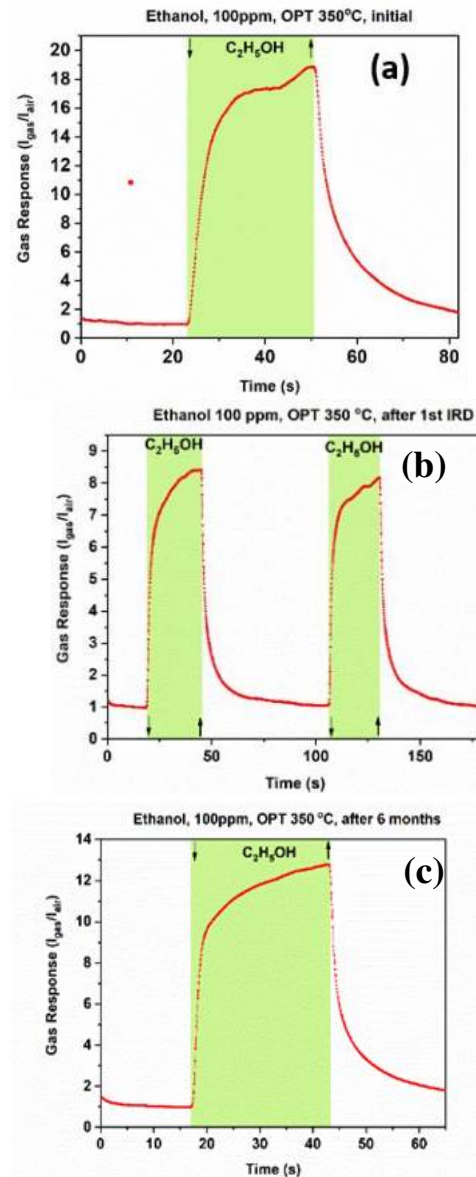 Ethanol, 100ppm, OPT 350°C, initial
C₂H₅OH
(a)
20
18
16
14
12
10
8
6
4
2
0
Gas Response (I_gas/I_air)
0 20 40 60 80
Time (s)
Ethanol 100 ppm, OPT 350 °C, after 1st IRD
C₂H₅OH C₂H₅OH
(b)
9
8
7
6
5
4
3
2
1
0
Gas Response (I_gas/I_air)
0 50 100 150
Time (s)
Ethanol, 100ppm, OPT 350 °C, after 6 months
C₂H₅OH
(c)
14
12
10
8
6
4
2
0
Gas Response (I_gas/I_air)
0 10 20 30 40 50 60
Time (s)